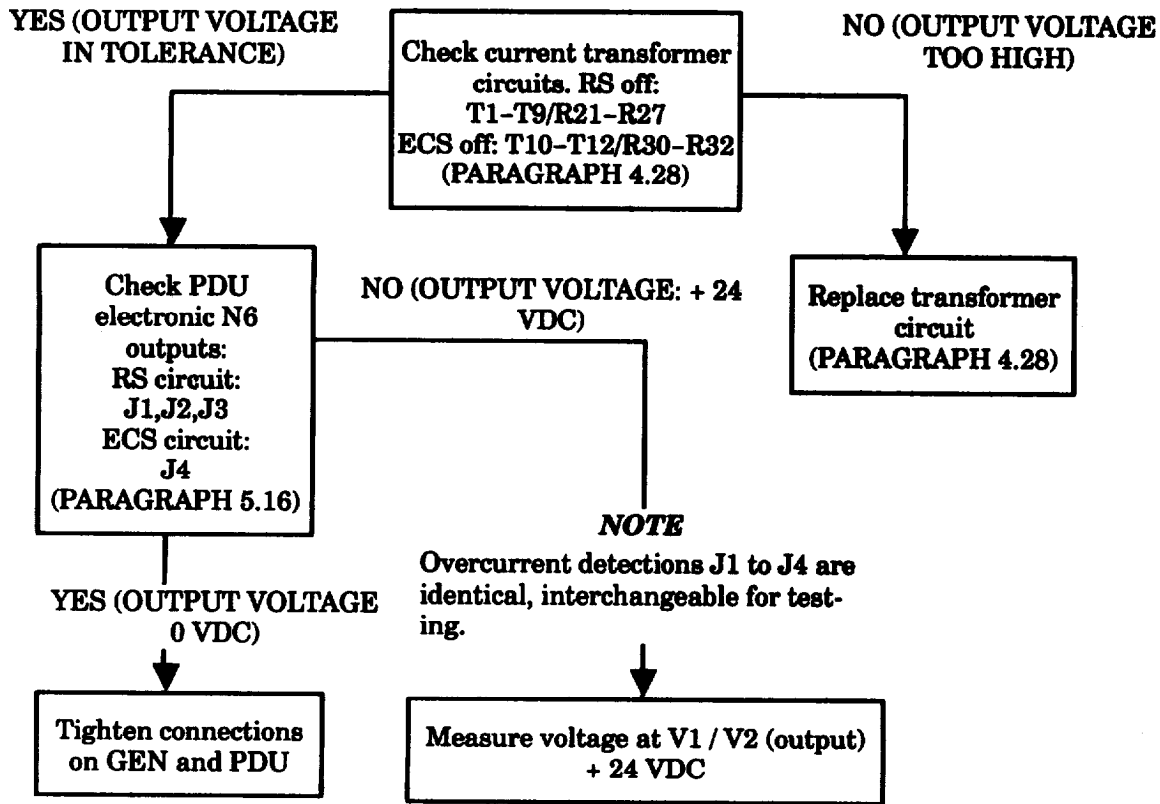 YES (OUTPUT VOLTAGE
IN TOLERANCE)
Check current transformer
circuits. RS off:
T1–T9/R21–R27
ECS off: T10–T12/R30–R32
(PARAGRAPH 4.28)
NO (OUTPUT VOLTAGE
TOO HIGH)
Check PDU
electronic N6
outputs:
RS circuit:
J1,J2,J3
ECS circuit:
J4
(PARAGRAPH 5.16)
NO (OUTPUT VOLTAGE: + 24
VDC)
Replace transformer
circuit
(PARAGRAPH 4.28)
NOTE
Overcurrent detections J1 to J4 are
identical, interchangeable for test-
ing.
YES (OUTPUT VOLTAGE
0 VDC)
Tighten connections
on GEN and PDU
Measure voltage at V1 / V2 (output)
+ 24 VDC